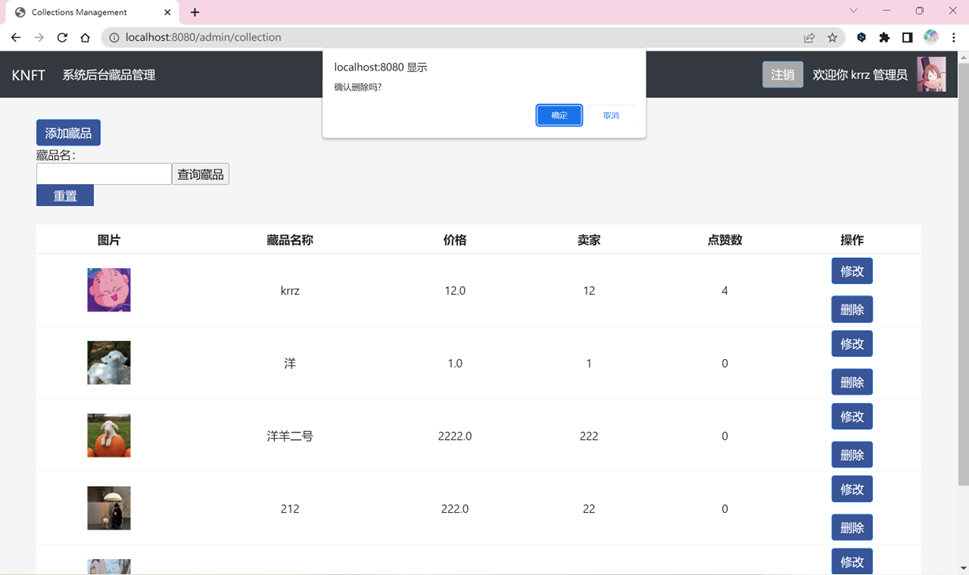 Collections Management
localhost:8080/admin/collection
localhost:8080 显示
确认删除吗?
确定 取消
KNFT 系统后台藏品管理 注销 欢迎你 krrz 管理员
添加藏品
藏品名:
查询藏品
重置
图片 藏品名称 价格 卖家 点赞数 操作
krrz 12.0 12 4 修改
删除
洋 1.0 1 0 修改
删除
洋羊二号 2222.0 222 0 修改
删除
212 222.0 22 0 修改
删除
修改